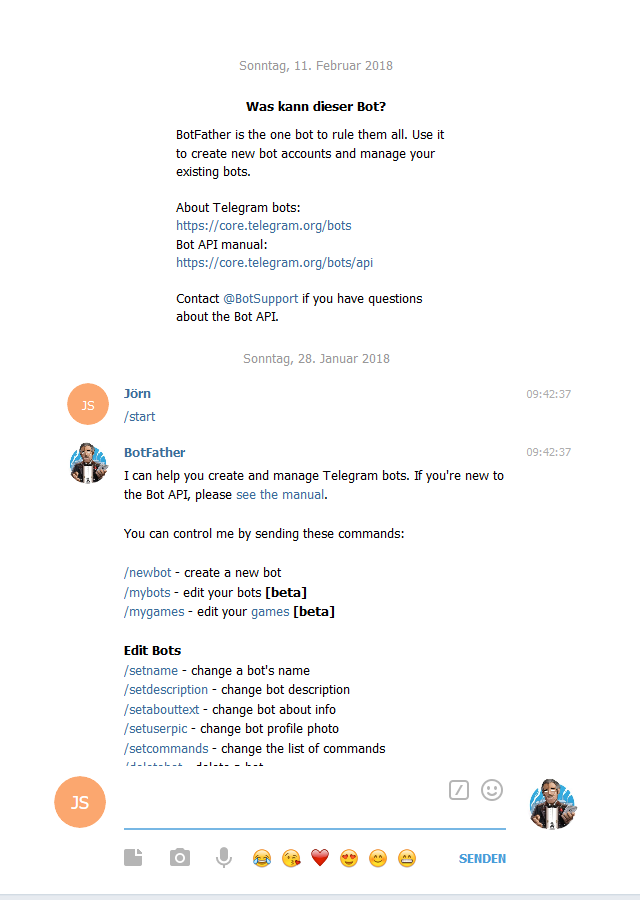 Sonntag, 11. Februar 2018
Was kann dieser Bot?
BotFather is the one bot to rule them all. Use it
to create new bot accounts and manage your
existing bots.
About Telegram bots:
https://core.telegram.org/bots
Bot API manual:
https://core.telegram.org/bots/api
Contact @BotSupport if you have questions
about the Bot API.
Sonntag, 28. Januar 2018
JS
Jörn 09:42:37
/start
BotFather 09:42:37
I can help you create and manage Telegram bots. If you're new to
the Bot API, please see the manual.
You can control me by sending these commands:
/newbot - create a new bot
/mybots - edit your bots [beta]
/mygames - edit your games [beta]
Edit Bots
/setname - change a bot's name
/setdescription - change bot description
/setabouttext - change bot about info
/setuserpic - change bot profile photo
/setcommands - change the list of commands
/deletebot - delete a bot
JS
SENDEN